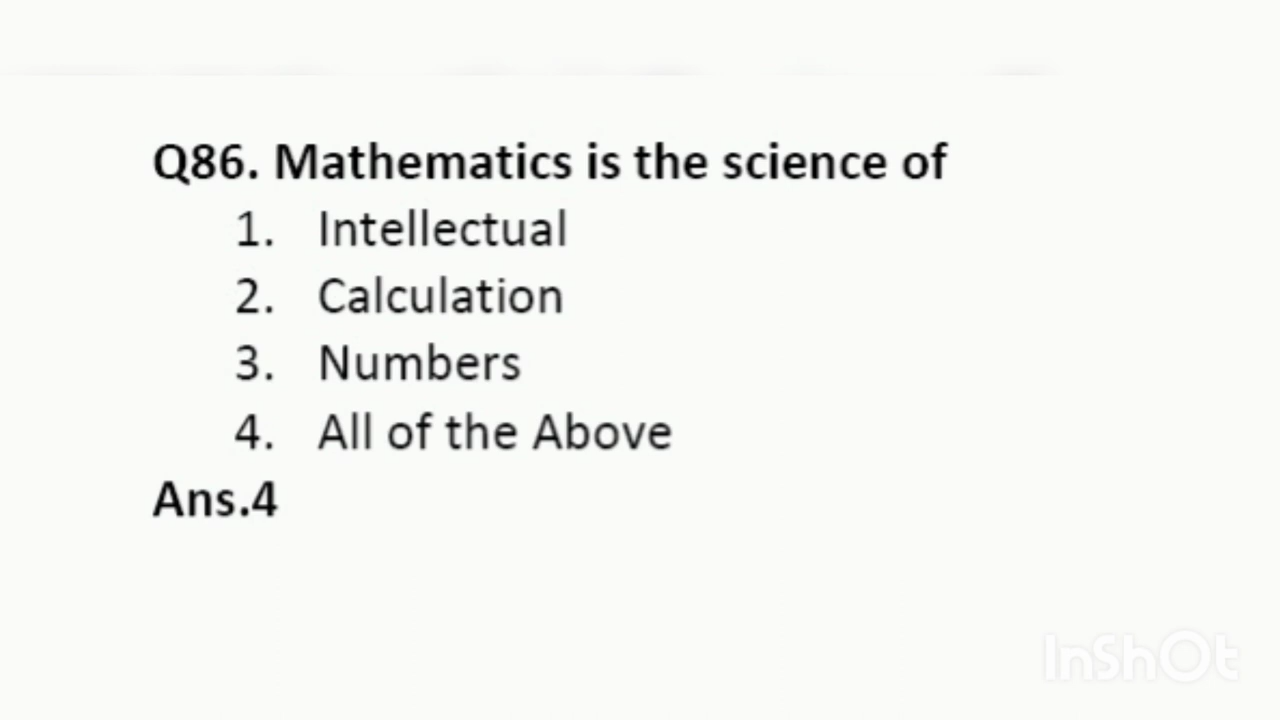 Q86. Mathematics is the science of
1. Intellectual
2. Calculation
3. Numbers
4. All of the Above
Ans.4
InShOt